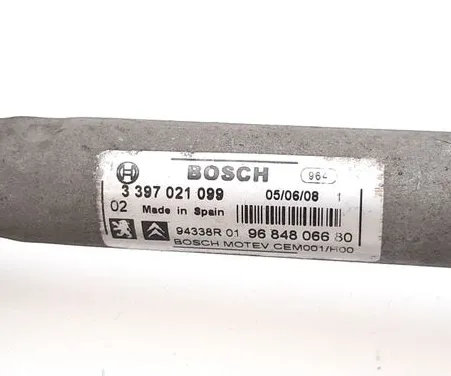 BOSCH 964
3 397 021 099 05/06/08 1
02 Made in Spain
94338R 01 96 848 066 80
BOSCH MOTEV CEM001/H00